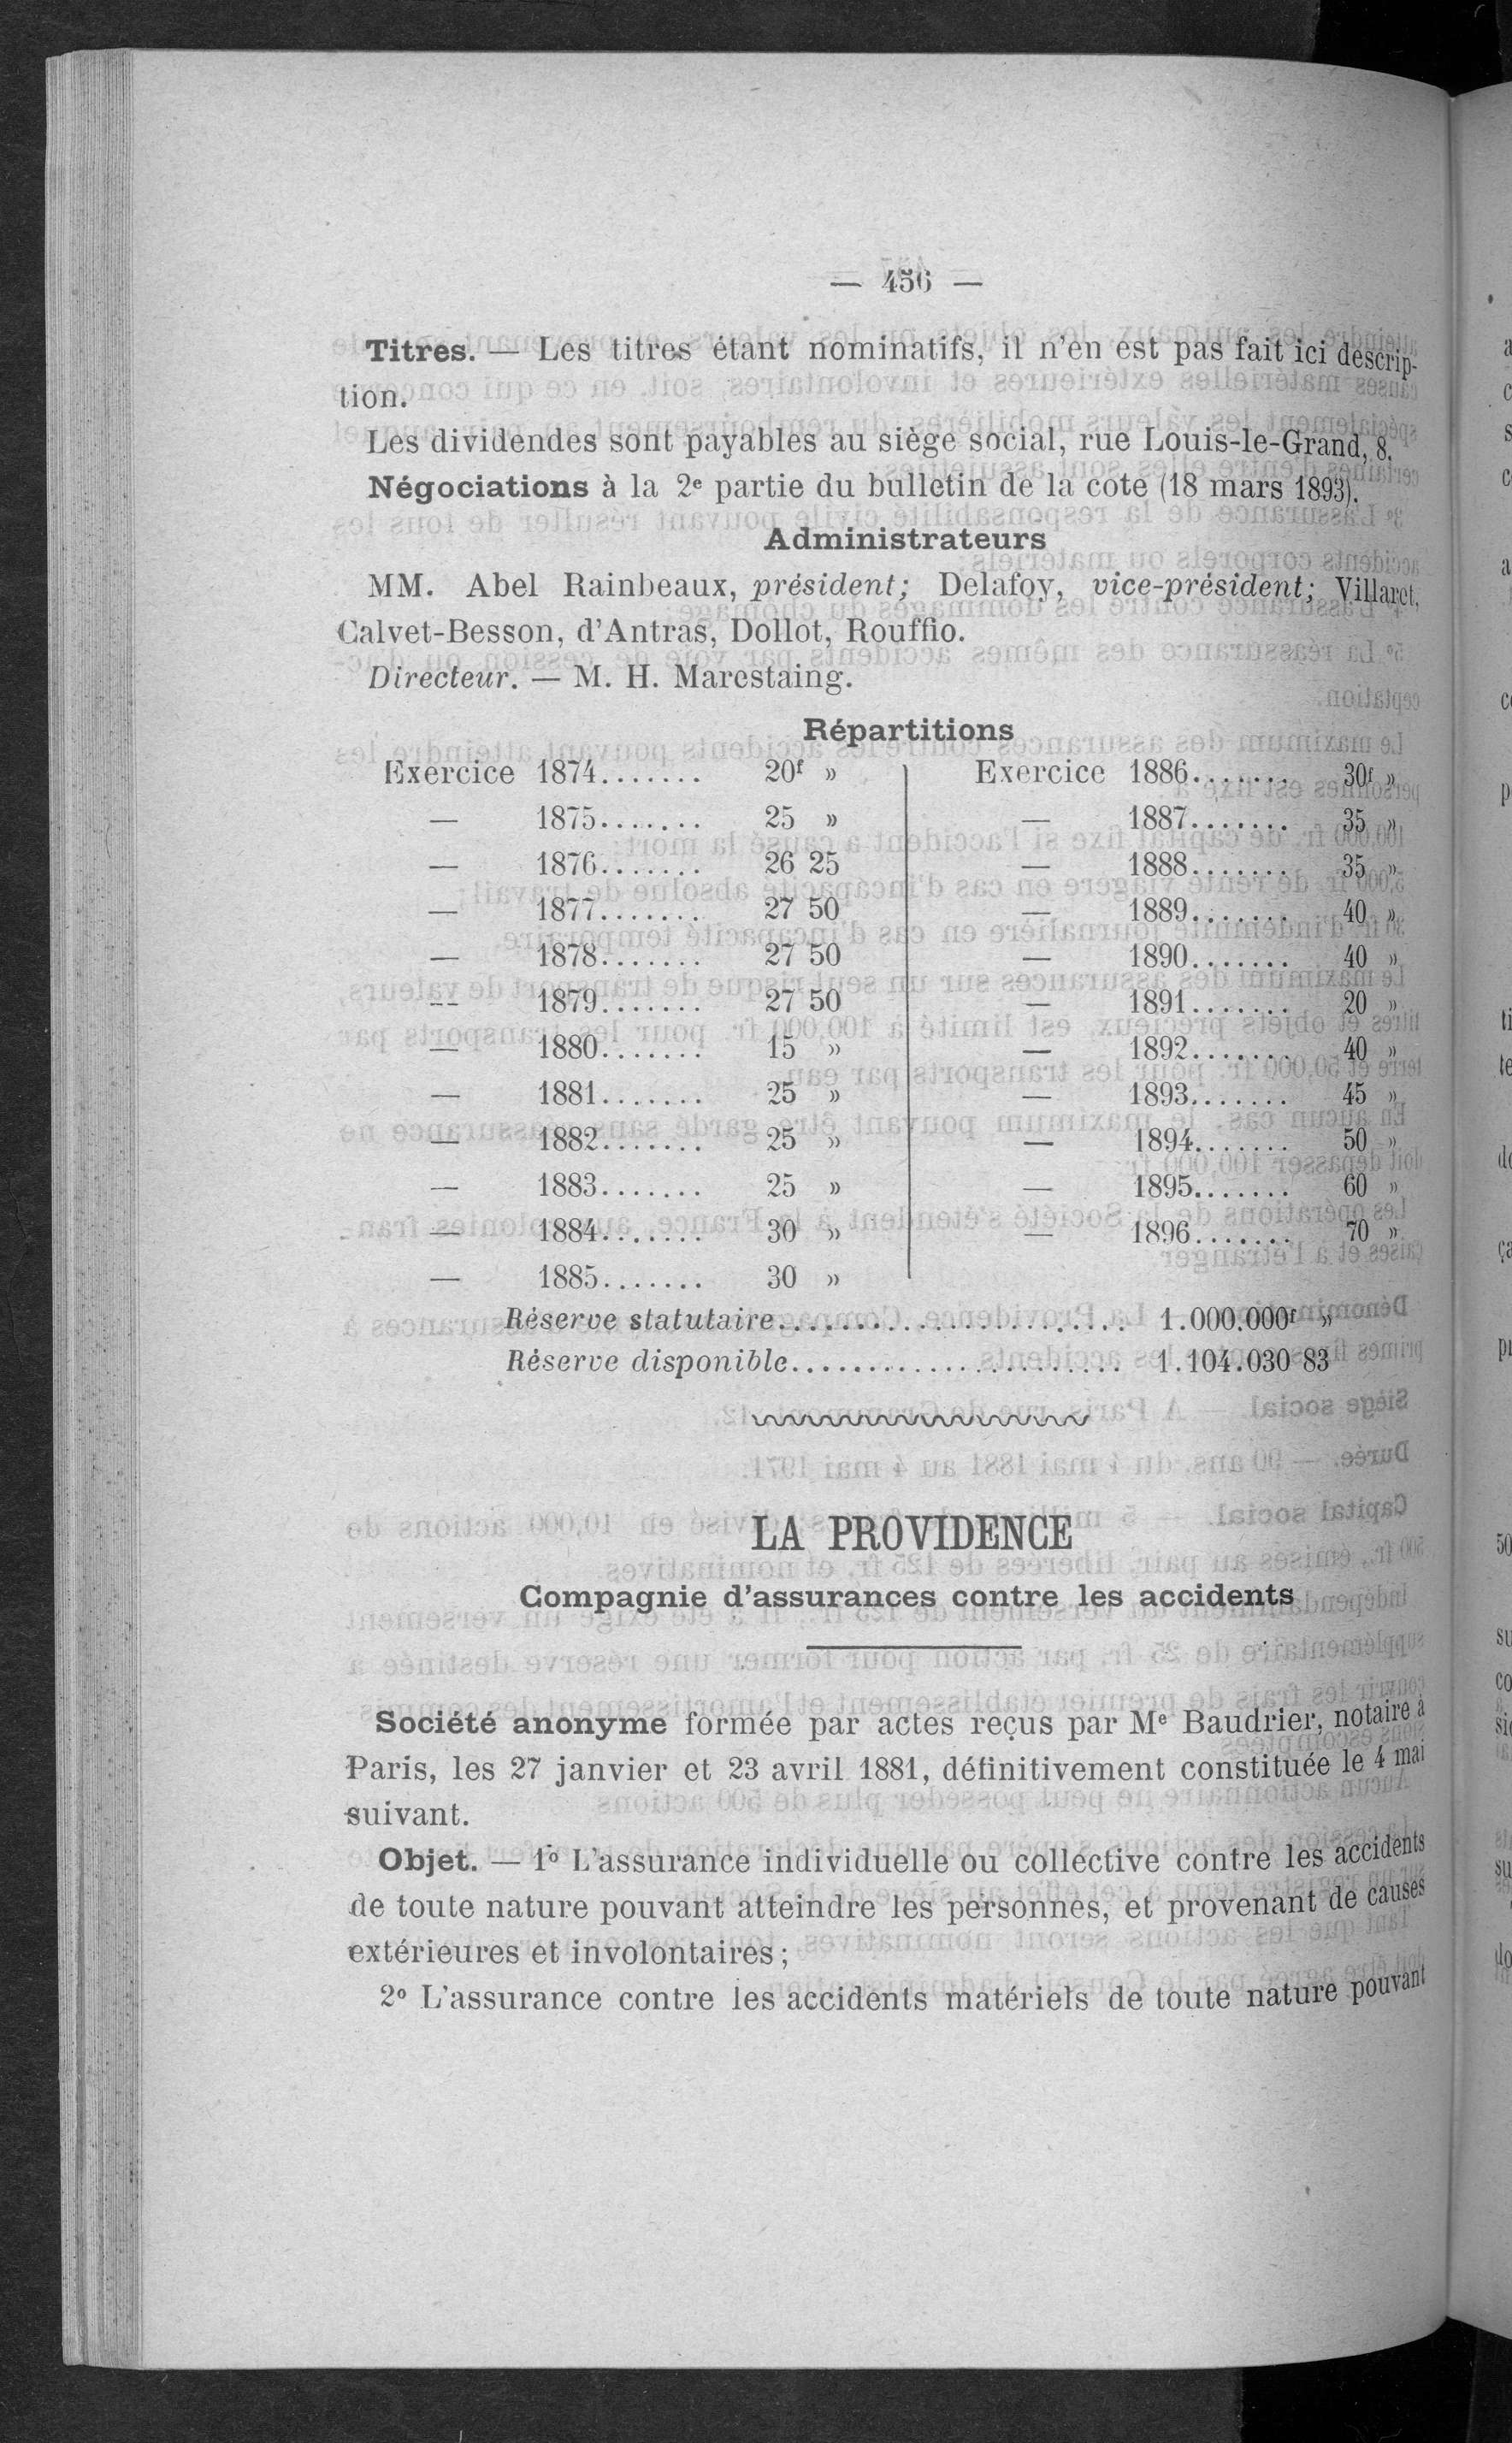 — 456 —
Titres. — Les titres étant nominatifs, il n'en est pas fait ici descrip-
tion.
Les dividendes sont payables au siège social, rue Louis-le-Grand, 8.
Négociations à la 2e partie du bulletin de la cote (18 mars 1893).
Administrateurs
MM. Abel Rainbeaux, président; Delafoy, vice-président; Villaret,
Calvet-Besson, d'Antras, Dollot, Rouffio.
Directeur. — M. H. Marestaing.
Répartitions
Exercice 1874....... 20f »
— 1875....... 25 »
— 1876....... 26 25
— 1877....... 27 50
— 1878....... 27 50
— 1879....... 27 50
— 1880....... 15 »
— 1881....... 25 »
— 1882....... 25 »
— 1883....... 25 »
— 1884....... 30 »
— 1885....... 30 »
Exercice 1886....... 30f »
— 1887....... 35 »
— 1888....... 35 »
— 1889....... 40 »
— 1890....... 40 »
— 1891....... 20 »
— 1892....... 40 »
— 1893....... 45 »
— 1894....... 50 »
— 1895....... 60 »
— 1896....... 70 »
Réserve statutaire....................... 1.000.000f »
Réserve disponible...................... 1.104.030 83
LA PROVIDENCE
Compagnie d'assurances contre les accidents
Société anonyme formée par actes reçus par Me Baudrier, notaire à
Paris, les 27 janvier et 23 avril 1881, définitivement constituée le 4 mai
suivant.
Objet. — 1o L'assurance individuelle ou collective contre les accidents
de toute nature pouvant atteindre les personnes, et provenant de causes
extérieures et involontaires;
2o L'assurance contre les accidents matériels de toute nature pouvant